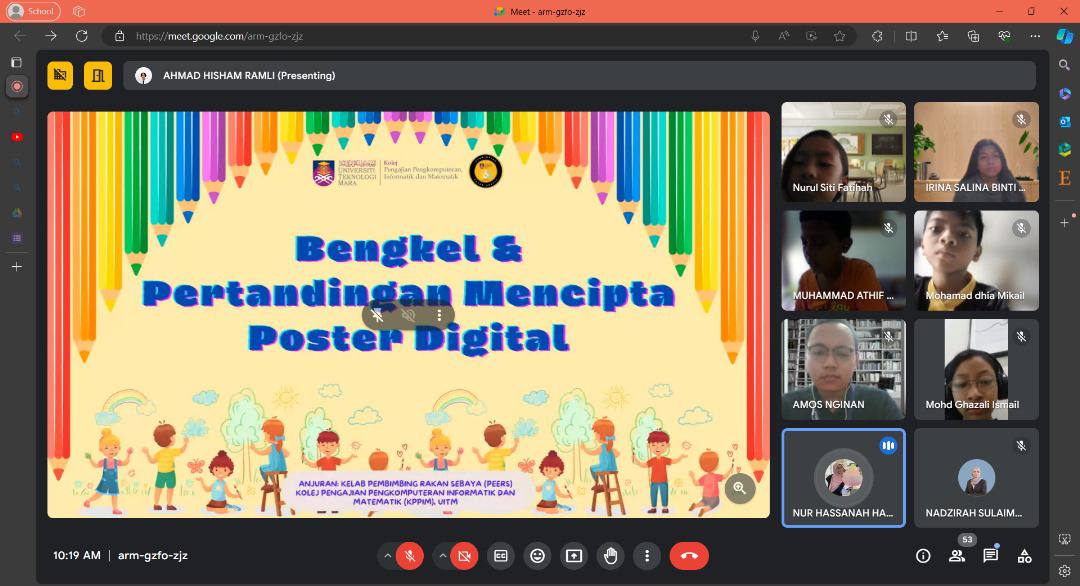 School
Meet - arm-gzfo-zjz
https://meet.google.com/arm-gzfo-zjz
AHMAD HISHAM RAMLI (Presenting)
UNIVERSITI
TEKNOLOGI
MARA
Kolej
Pengajian Pengkomputeran,
Informatik dan Matematik
Bengkel &
Pertandingan Mencipta
Poster Digital
ANJURAN: KELAB PEMBIMBING RAKAN SEBAYA (PEERS)
KOLEJ PENGAJIAN PENGKOMPUTERAN INFORMATIK DAN
MATEMATIK (KPPIM), UITM
Nurul Siti Fatihah
IRINA SALINA BINTI ...
MUHAMMAD ATHIF ...
Mohamad dhia Mikail
AMOS NGINAN
Mohd Ghazali Ismail
NUR HASSANAH HA...
NADZIRAH SULAIM...
10:19 AM | arm-gzfo-zjz
CC
53